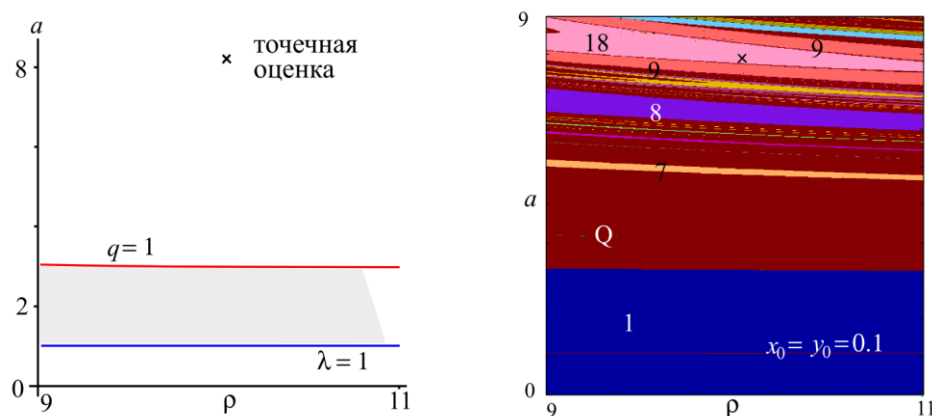 a
8
точечная
оценка
q = 1
2
λ = 1
0
9
ρ
11
9
18
9
9
8
a
7
Q
1
x₀ = y₀ = 0.1
0
9
ρ
11